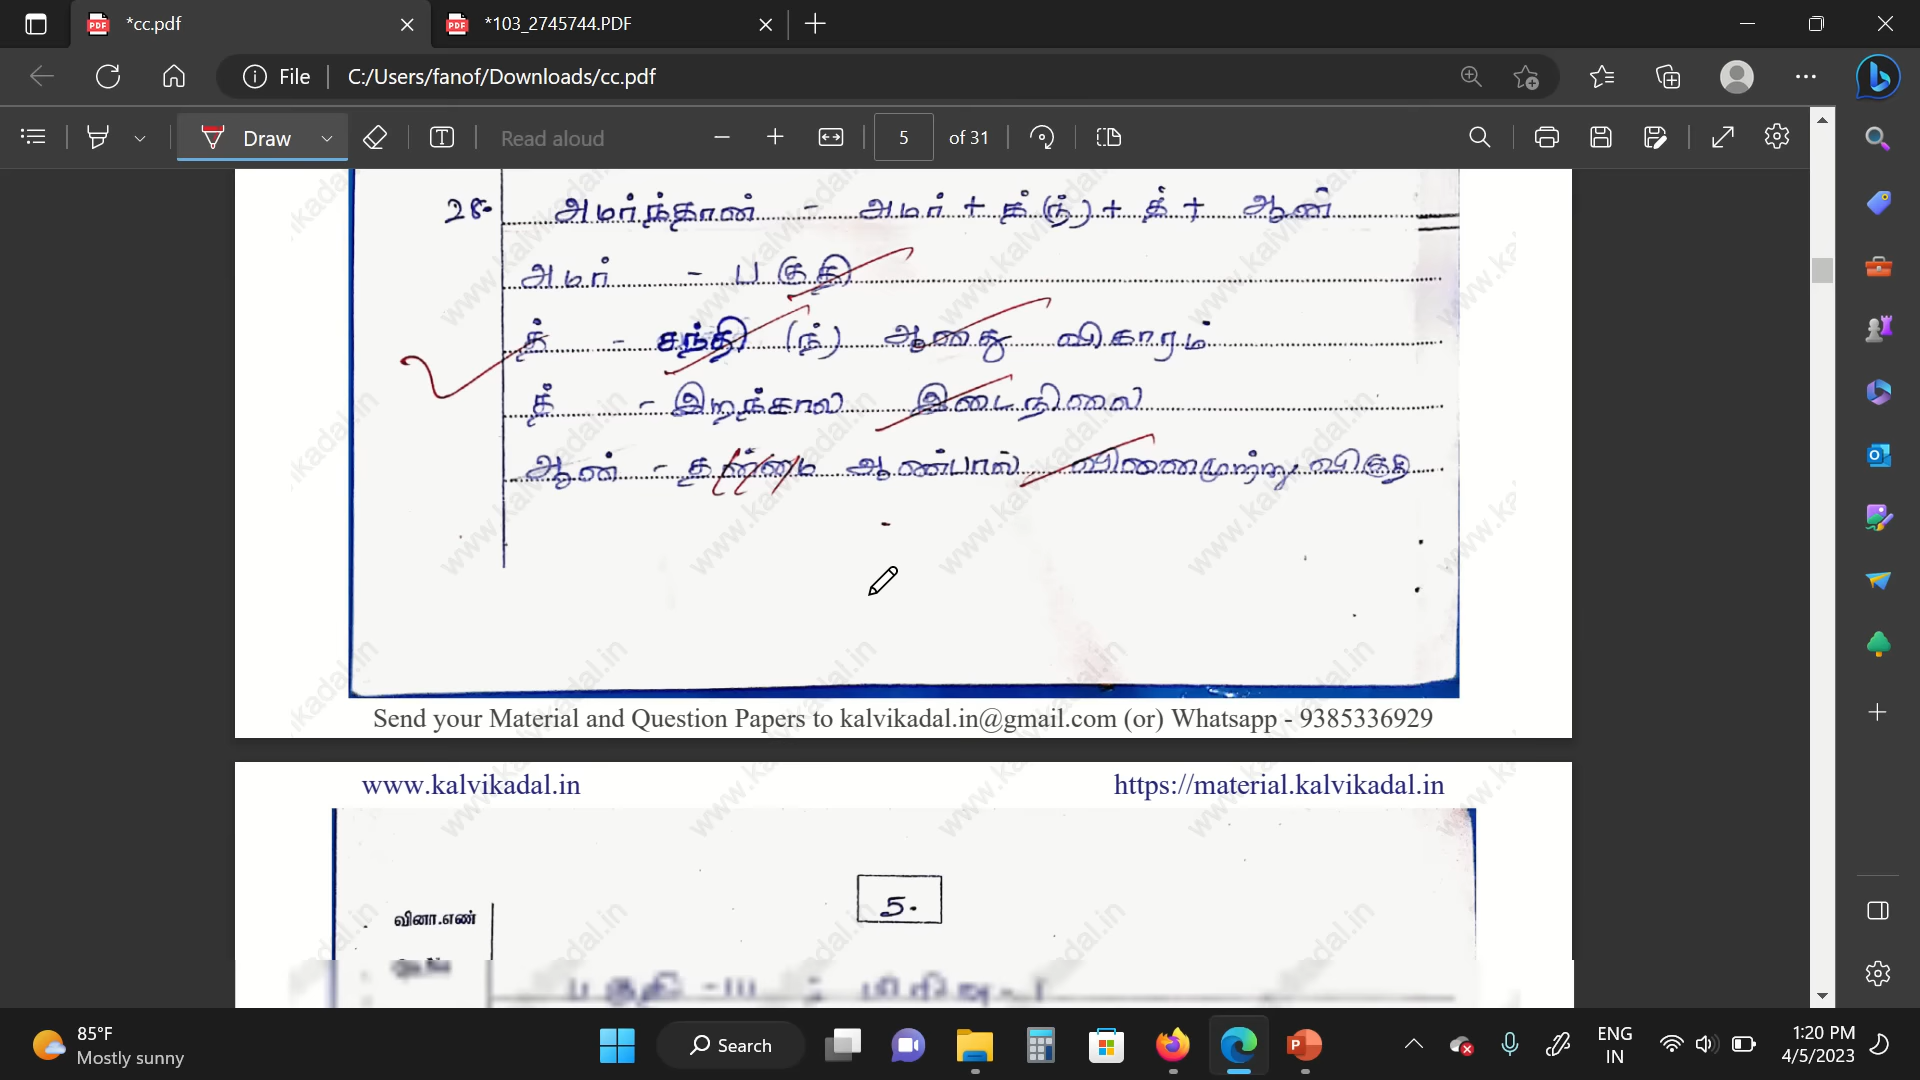 *cc.pdf
*103_2745744.PDF
File
C:/Users/fanof/Downloads/cc.pdf
Draw
Read aloud
5 of 31
28. அமர்ந்தான் - அமர் + த் (ந்) + த் + ஆன்
அமர் - பகுதி
த் - சந்தி (ந்) ஆனது விகாரம்
த் - இறந்கால இடைநிலை
ஆன் - ஆண்பால் வினைமுற்று விகுதி
Send your Material and Question Papers to kalvikadal.in@gmail.com (or) Whatsapp - 9385336929
www.kalvikadal.in https://material.kalvikadal.in
5.
வினா.எண்
85°F
Mostly sunny
Search
ENG
IN
1:20 PM
4/5/2023